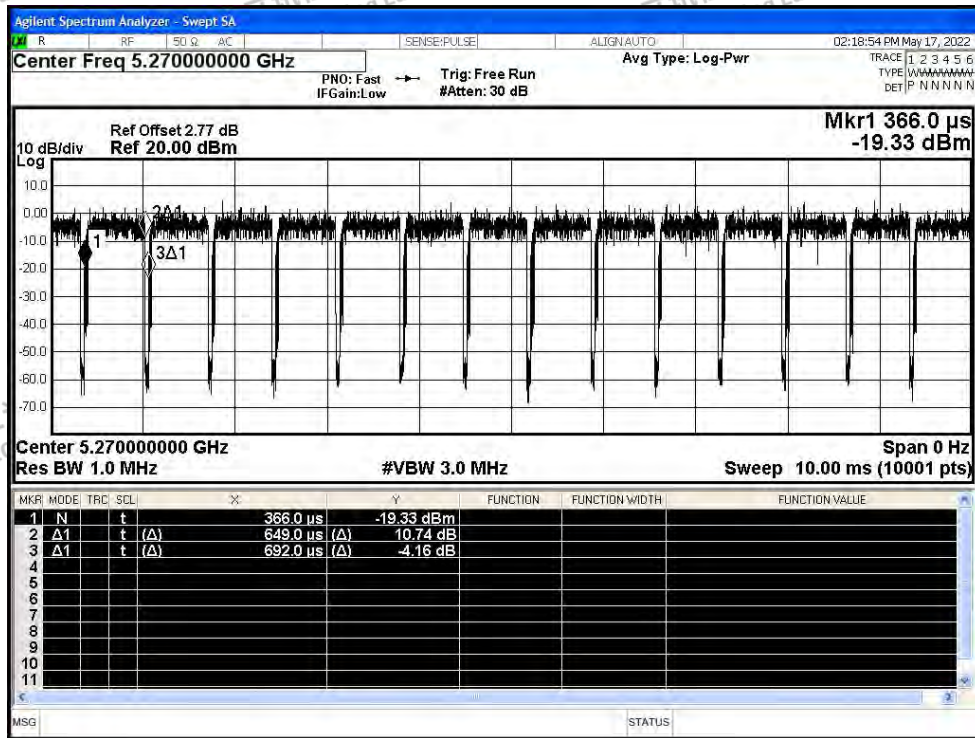 Agilent Spectrum Analyzer - Swept SA
LXI R RF 50 Ω AC SENSE:PULSE ALIGN AUTO 02:18:54 PM May 17, 2022
Center Freq 5.270000000 GHz Avg Type: Log-Pwr TRACE 1 2 3 4 5 6
PNO: Fast Trig: Free Run TYPE WWWWWW
IFGain:Low #Atten: 30 dB DET P N N N N N
Ref Offset 2.77 dB Mkr1 366.0 µs
10 dB/div Ref 20.00 dBm -19.33 dBm
Log
10.0
0.00 2Δ1
-10.0 1
3Δ1
-20.0
-30.0
-40.0
-50.0
-60.0
-70.0
Center 5.270000000 GHz Span 0 Hz
Res BW 1.0 MHz #VBW 3.0 MHz Sweep 10.00 ms (10001 pts)
MKR MODE TRC SCL X Y FUNCTION FUNCTION WIDTH FUNCTION VALUE
1 N t 366.0 µs -19.33 dBm
2 Δ1 t (Δ) 649.0 µs (Δ) 10.74 dB
3 Δ1 t (Δ) 692.0 µs (Δ) -4.16 dB
4
5
6
7
8
9
10
11
MSG STATUS